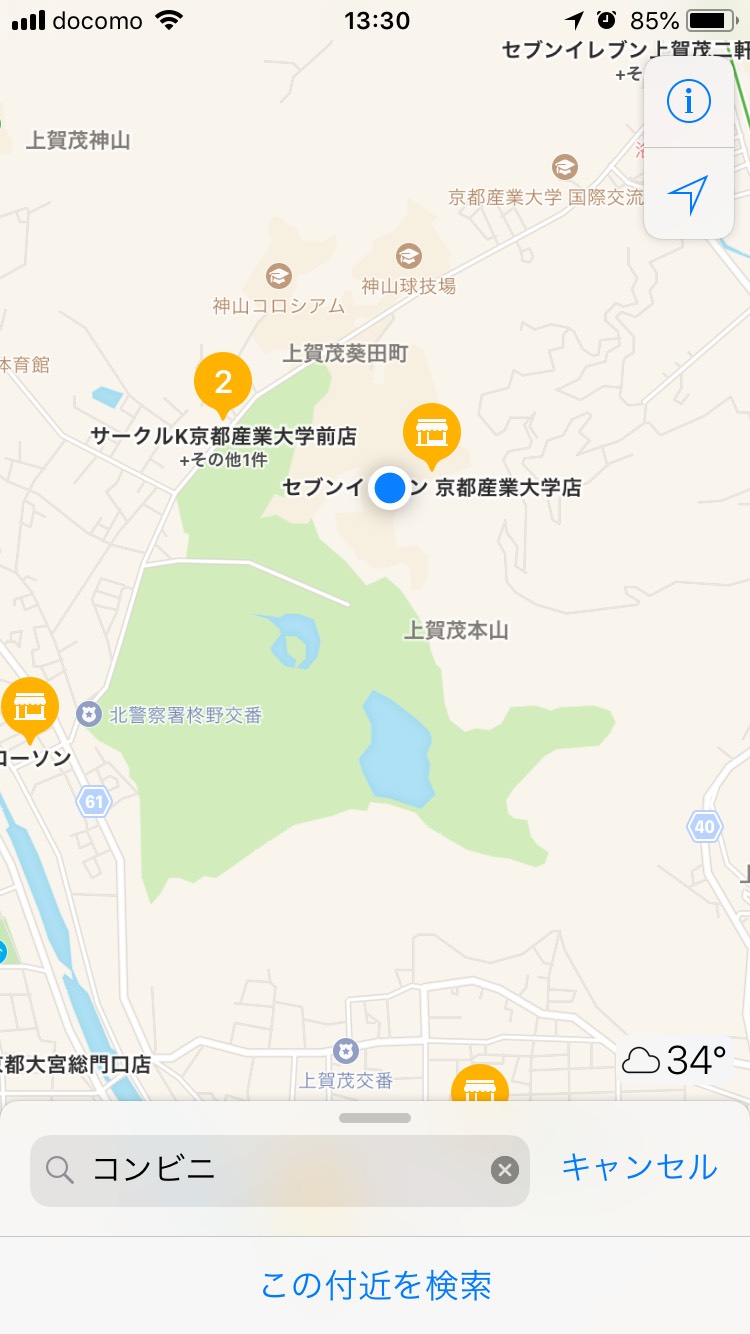 docomo 13:30 85%
セブンイレブン上賀茂二軒
+そ
上賀茂神山
京都産業大学 国際交流
神山球技場
神山コロシアム
上賀茂葵田町
体育館
2
サークルK京都産業大学前店
+その他1件
セブンイ ン 京都産業大学店
上賀茂本山
北警察署柊野交番
ローソン
61
40
京都大宮総門口店
上賀茂交番
34°
コンビニ
キャンセル
この付近を検索